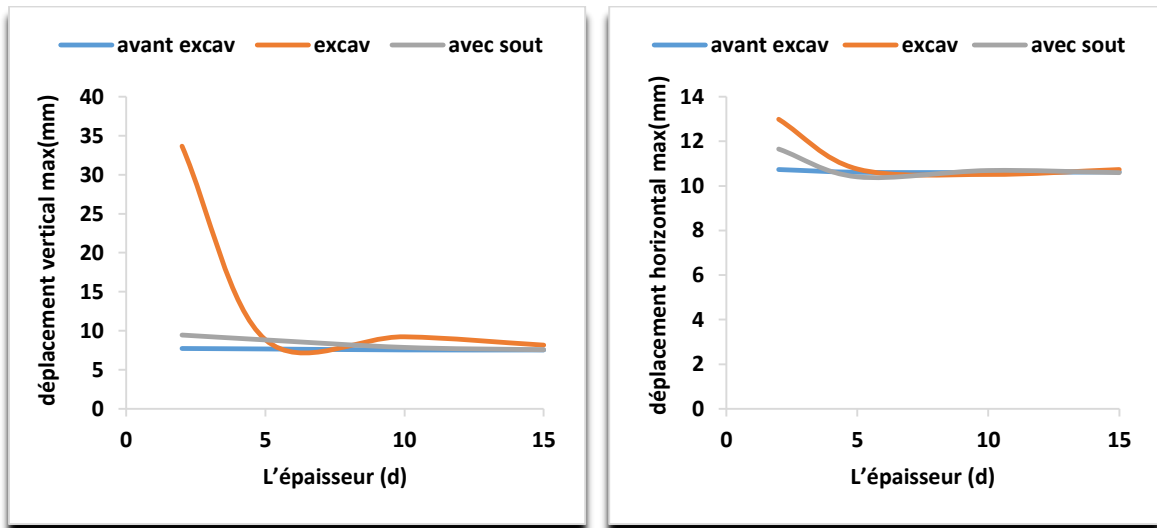 avant excav excav avec sout
déplacement vertical max(mm)
40
35
30
25
20
15
10
5
0
0 5 10 15
L'épaisseur (d)
avant excav excav avec sout
déplacement horizontal max(mm)
14
12
10
8
6
4
2
0
0 5 10 15
L'épaisseur (d)